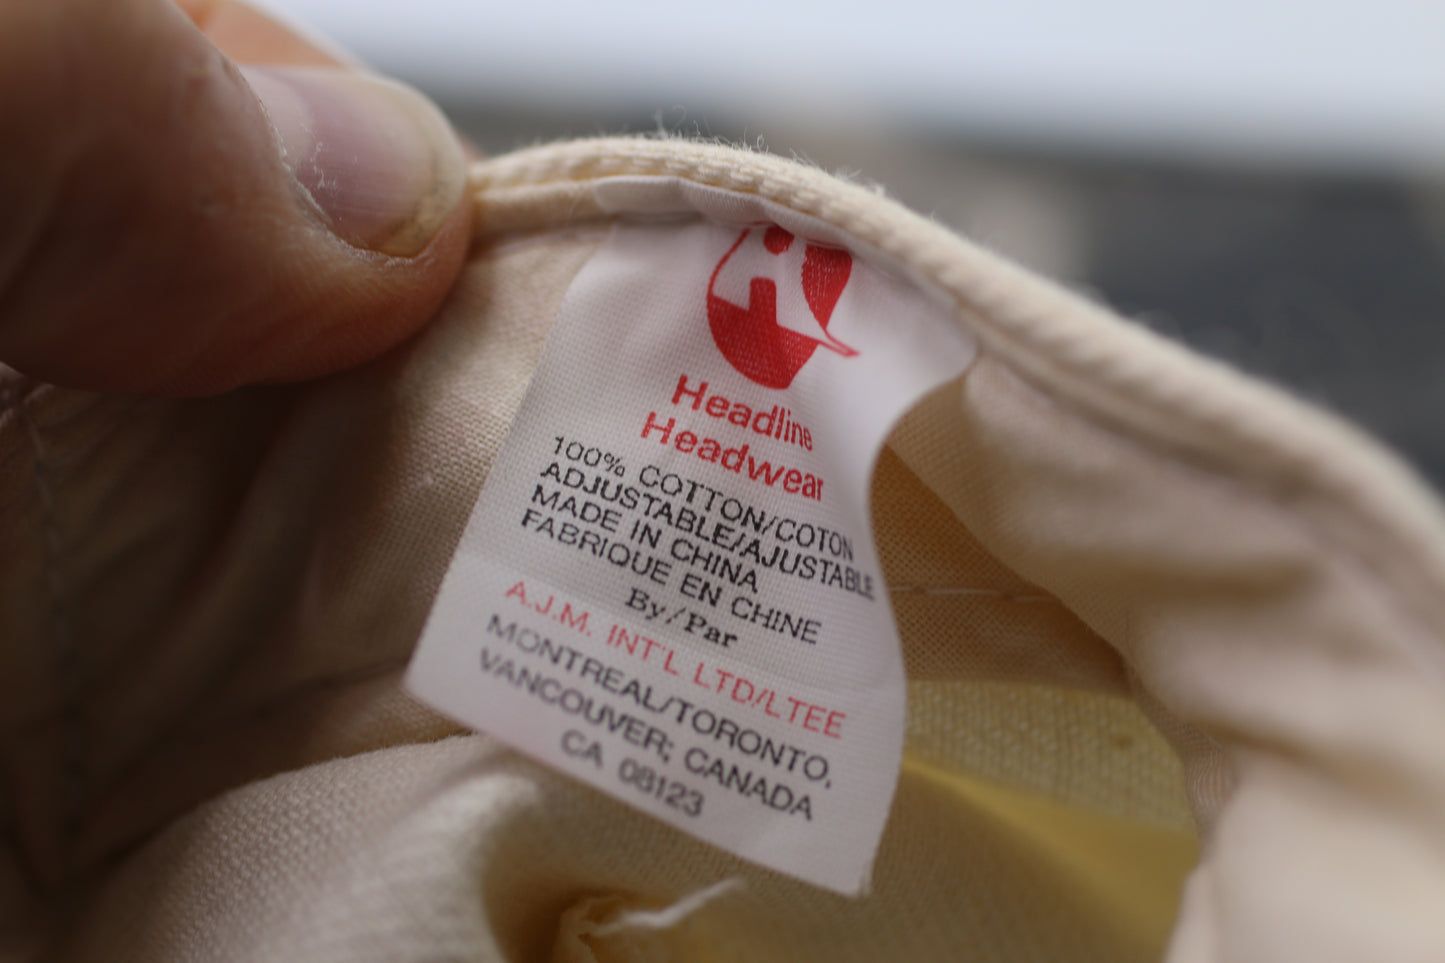 Headline
Headwear
100% COTTON/COTON
ADJUSTABLE/AJUSTABLE
MADE IN CHINA
FABRIQUE EN CHINE
By/Par
A.J.M. INT'L LTD/LTEE
MONTREAL/TORONTO,
VANCOUVER; CANADA
CA 08123